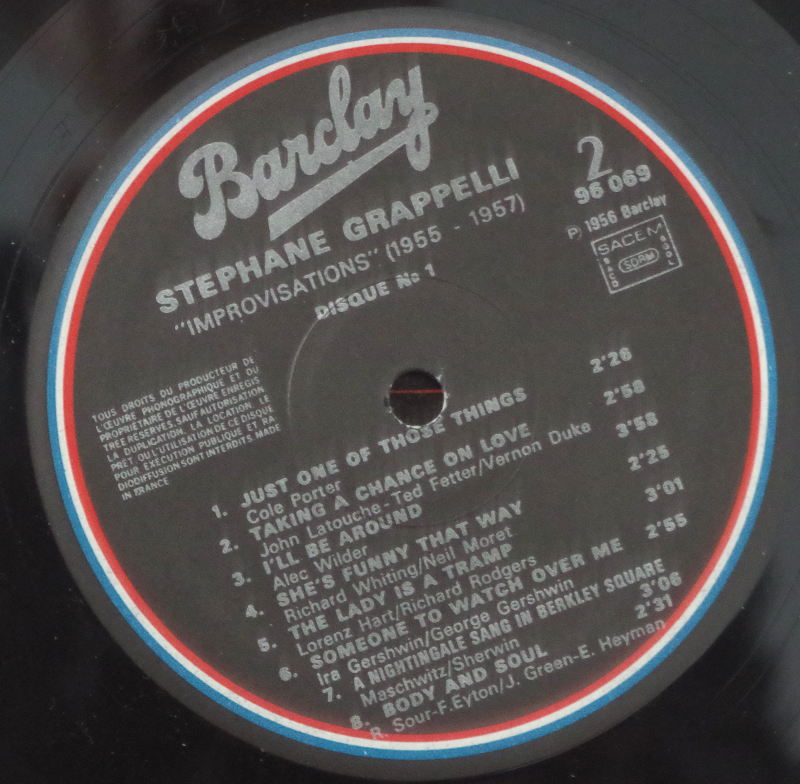 Barclay
2
96 069
STEPHANE GRAPPELLI
℗ 1956 Barclay
"IMPROVISATIONS" (1955 - 1957)
SACEM
SACD
SDRM
SGDL
DISQUE No 1
TOUS DROITS DU PRODUCTEUR DE
L'ŒUVRE PHONOGRAPHIQUE ET DU
PROPRIETAIRE DE L'ŒUVRE ENREGIS
TREE RESERVES. SAUF AUTORISATION
LA DUPLICATION. LA LOCATION. LE
PRET OU L'UTILISATION DE CE DISQUE
POUR EXECUTION PUBLIQUE ET RA
DIODIFFUSION SONT INTERDITS MADE
IN FRANCE
1. JUST ONE OF THOSE THINGS 2'26
Cole Porter
2. TAKING A CHANCE ON LOVE 2'58
John Latouche-Ted Fetter/Vernon Duke
3. I'LL BE AROUND 3'58
Alec Wilder
4. SHE'S FUNNY THAT WAY 2'25
Richard Whiting/Neil Moret
5. THE LADY IS A TRAMP 3'01
Lorenz Hart/Richard Rodgers
6. SOMEONE TO WATCH OVER ME 2'55
Ira Gershwin/George Gershwin
7. A NIGHTINGALE SANG IN BERKLEY SQUARE 3'06
Maschwitz/Sherwin
8. BODY AND SOUL 2'31
R. Sour-F.Eyton/J. Green-E. Heyman